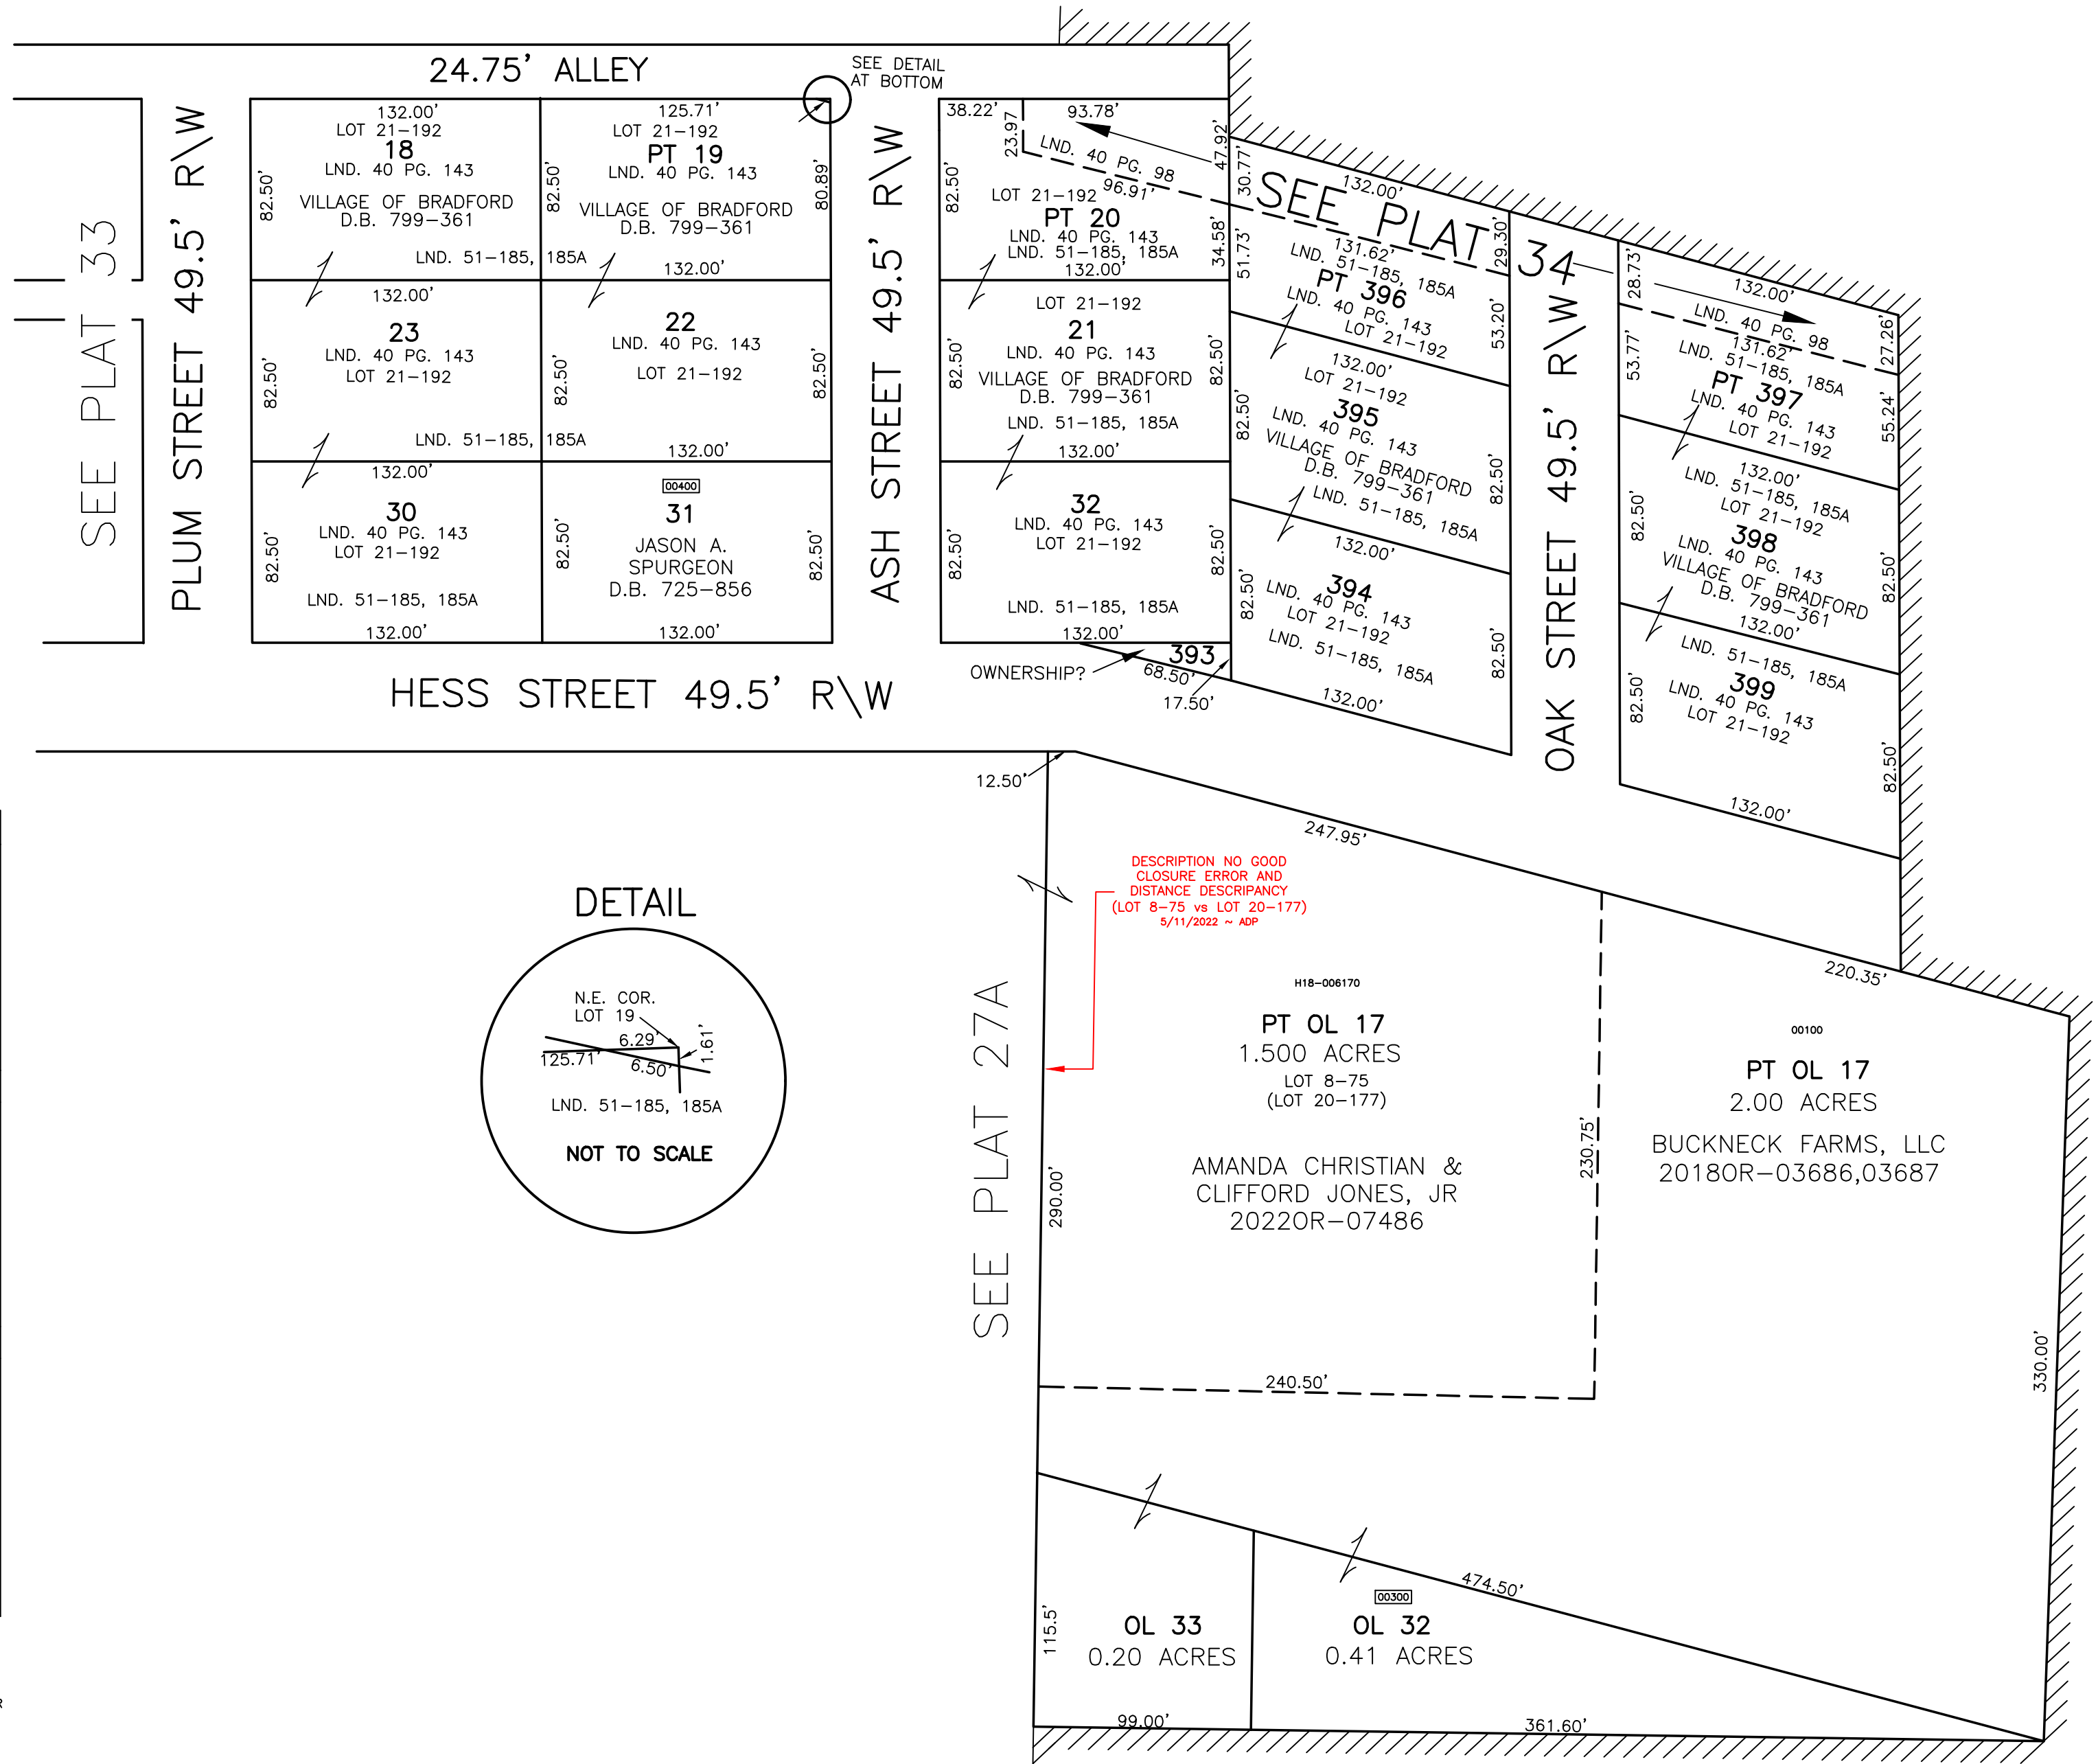 24.75' ALLEY
SEE DETAIL
AT BOTTOM
SEE PLAT 33
PLUM STREET 49.5' R\W
132.00'
LOT 21-192
18
LND. 40 PG. 143
VILLAGE OF BRADFORD
D.B. 799-361
82.50'
82.50'
LND. 51-185, 185A
125.71'
LOT 21-192
PT 19
LND. 40 PG. 143
VILLAGE OF BRADFORD
D.B. 799-361
80.89'
132.00'
132.00'
23
LND. 40 PG. 143
LOT 21-192
82.50'
82.50'
LND. 51-185, 185A
22
LND. 40 PG. 143
LOT 21-192
82.50'
132.00'
132.00'
30
LND. 40 PG. 143
LOT 21-192
82.50'
82.50'
LND. 51-185, 185A
132.00'
00400
31
JASON A.
SPURGEON
D.B. 725-856
82.50'
132.00'
ASH STREET 49.5' R\W
38.22'
93.78'
23.97
47.92'
LND. 40 PG. 98
96.91'
82.50'
LOT 21-192
PT 20
LND. 40 PG. 143
LND. 51-185, 185A
132.00'
34.58'
LOT 21-192
21
LND. 40 PG. 143
VILLAGE OF BRADFORD
D.B. 799-361
LND. 51-185, 185A
82.50'
82.50'
132.00'
32
LND. 40 PG. 143
LOT 21-192
82.50'
82.50'
LND. 51-185, 185A
132.00'
OWNERSHIP?
393
68.50'
17.50'
SEE PLAT 34
132.00'
30.77'
29.30'
51.73'
131.62'
LND. 51-185, 185A
PT 396
LND. 40 PG. 143
LOT 21-192
53.20'
132.00'
LOT 21-192
395
LND. 40 PG. 143
VILLAGE OF BRADFORD
D.B. 799-361
LND. 51-185, 185A
82.50'
82.50'
132.00'
394
LND. 40 PG. 143
LOT 21-192
LND. 51-185, 185A
82.50'
82.50'
132.00'
OAK STREET 49.5' R\W
28.73'
132.00'
27.26'
LND. 40 PG. 98
131.62'
LND. 51-185, 185A
PT 397
LND. 40 PG. 143
LOT 21-192
53.77'
55.24'
132.00'
LND. 51-185, 185A
LOT 21-192
398
LND. 40 PG. 143
VILLAGE OF BRADFORD
D.B. 799-361
82.50'
82.50'
132.00'
LND. 51-185, 185A
399
LND. 40 PG. 143
LOT 21-192
82.50'
82.50'
132.00'
HESS STREET 49.5' R\W
12.50'
247.95'
220.35'
DESCRIPTION NO GOOD
CLOSURE ERROR AND
DISTANCE DESCRIPANCY
(LOT 8-75 vs LOT 20-177)
5/11/2022 ~ ADP
DETAIL
N.E. COR.
LOT 19
6.29'
1.61'
125.71'
6.50'
LND. 51-185, 185A
NOT TO SCALE
SEE PLAT 27A
H18-006170
PT OL 17
1.500 ACRES
LOT 8-75
(LOT 20-177)
AMANDA CHRISTIAN &
CLIFFORD JONES, JR
2022OR-07486
290.00'
230.75'
240.50'
00100
PT OL 17
2.00 ACRES
BUCKNECK FARMS, LLC
2018OR-03686,03687
330.00'
474.50'
115.5'
OL 33
0.20 ACRES
99.00'
00300
OL 32
0.41 ACRES
361.60'